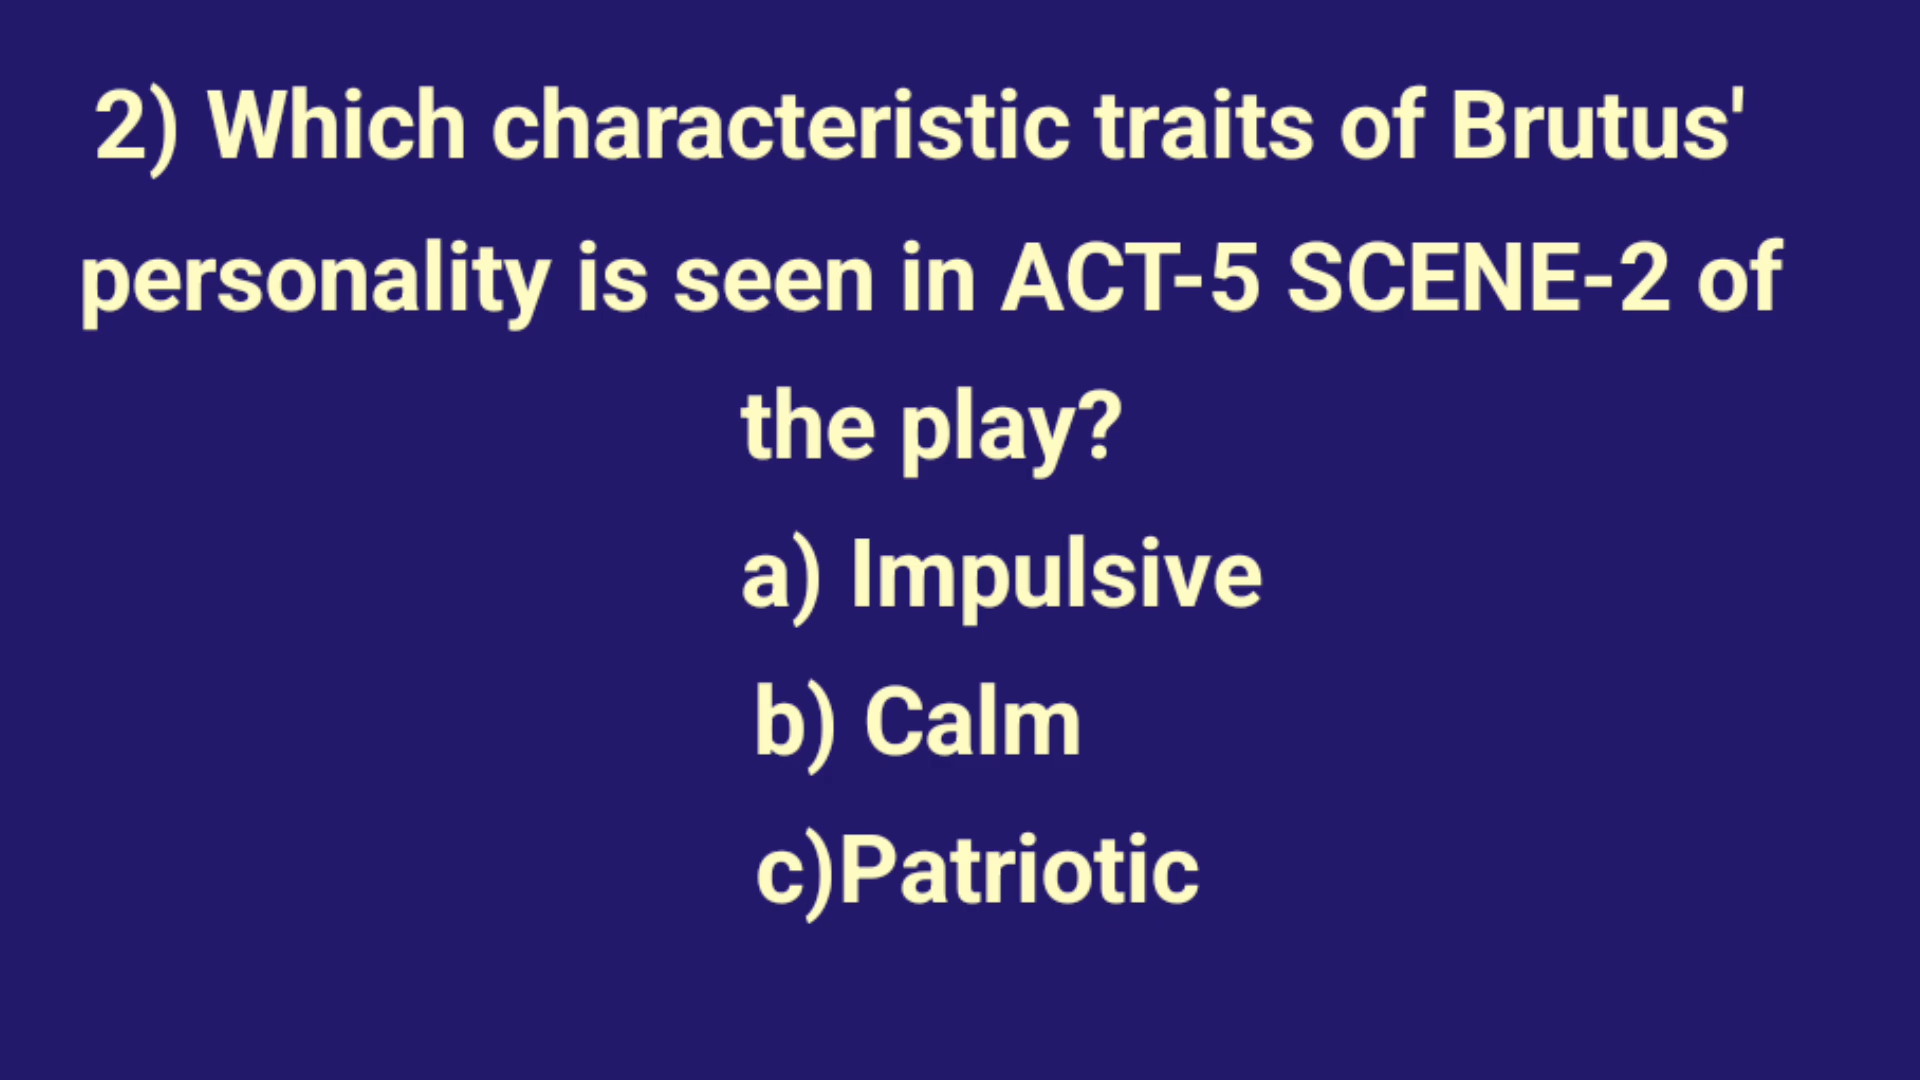 2) Which characteristic traits of Brutus'
personality is seen in ACT-5 SCENE-2 of
the play?
a) Impulsive
b) Calm
c)Patriotic